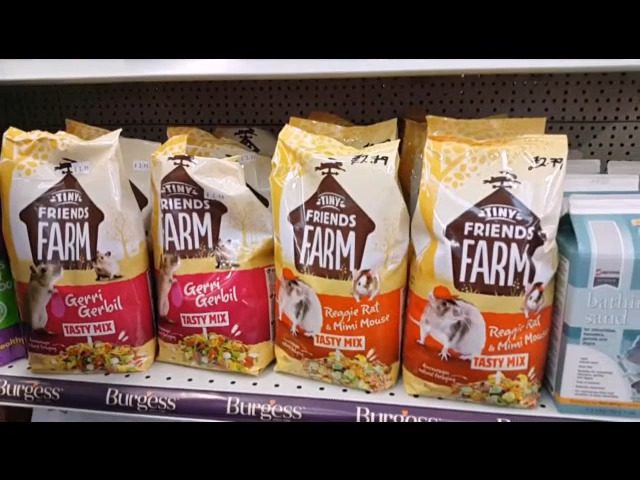 TINY
FRIENDS
FARM
Gerri
Gerbil
TASTY MIX
TINY
FRIENDS
FARM
Gerri
Gerbil
TASTY MIX
TINY
FRIENDS
FARM
Reggie Rat
& Mimi Mouse
TASTY MIX
TINY
FRIENDS
FARM
Reggie Rat
& Mimi Mouse
TASTY MIX
bathing
sand
Burgess
Burgess
Burgess
Burgess